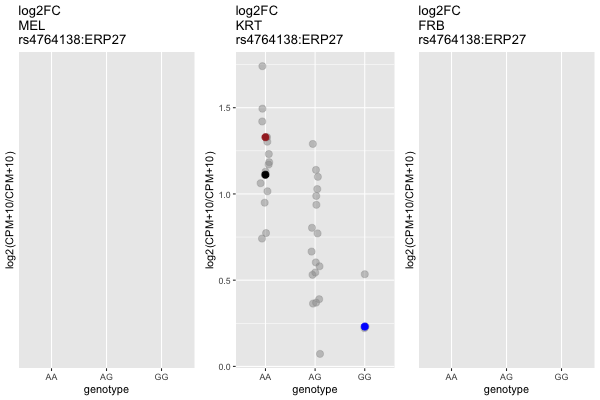 log2FC
MEL
rs4764138:ERP27
log2(CPM+10/CPM+10)
AA
AG
GG
genotype
log2FC
KRT
rs4764138:ERP27
log2(CPM+10/CPM+10)
1.5
1.0
0.5
0.0
AA
AG
GG
genotype
log2FC
FRB
rs4764138:ERP27
log2(CPM+10/CPM+10)
AA
AG
GG
genotype